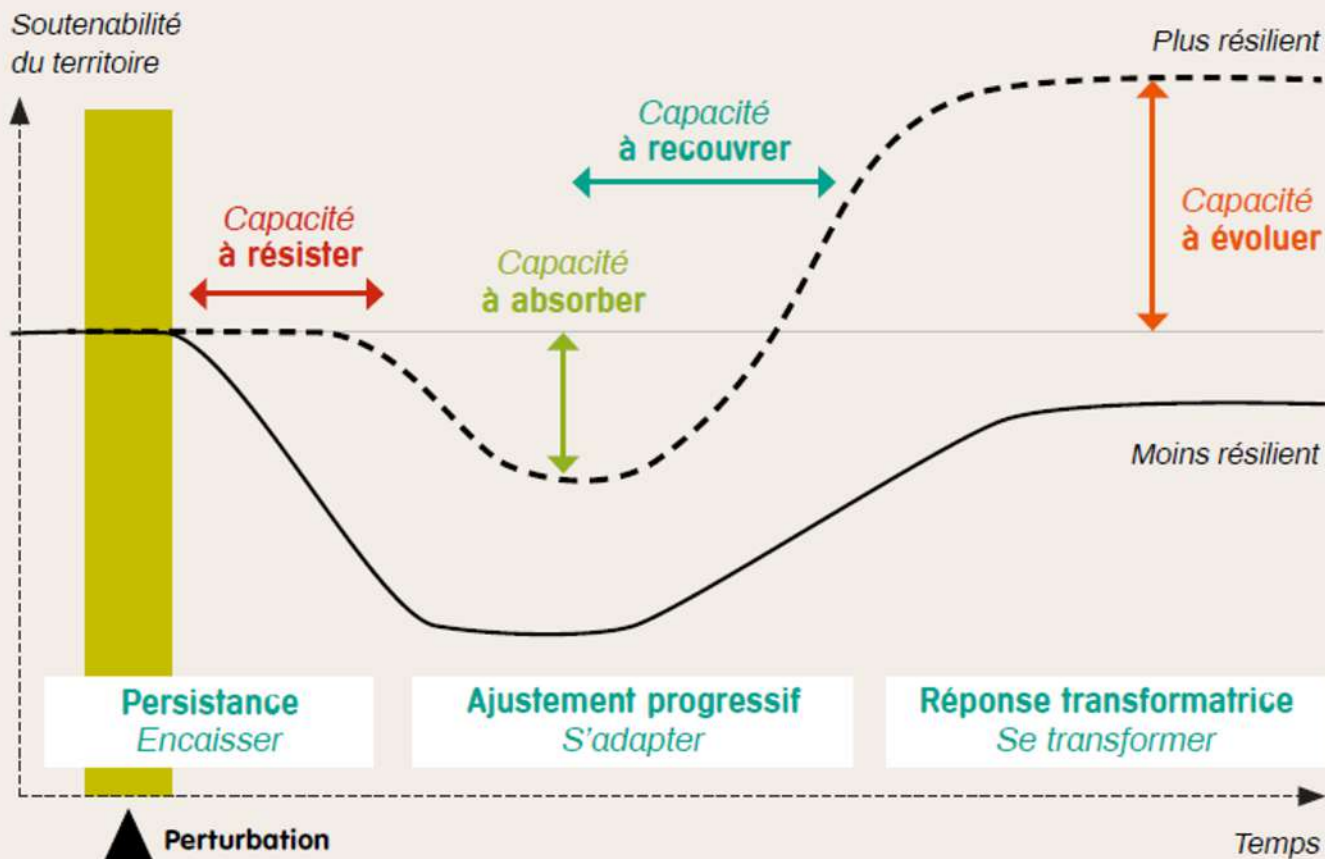 Soutenabilité
du territoire
Plus résilient
Capacité
à recouvrer
Capacité
à résister
Capacité
à absorber
Capacité
à évoluer
Moins résilient
Persistance
Encaisser
Ajustement progressif
S'adapter
Réponse transformatrice
Se transformer
Perturbation
Temps